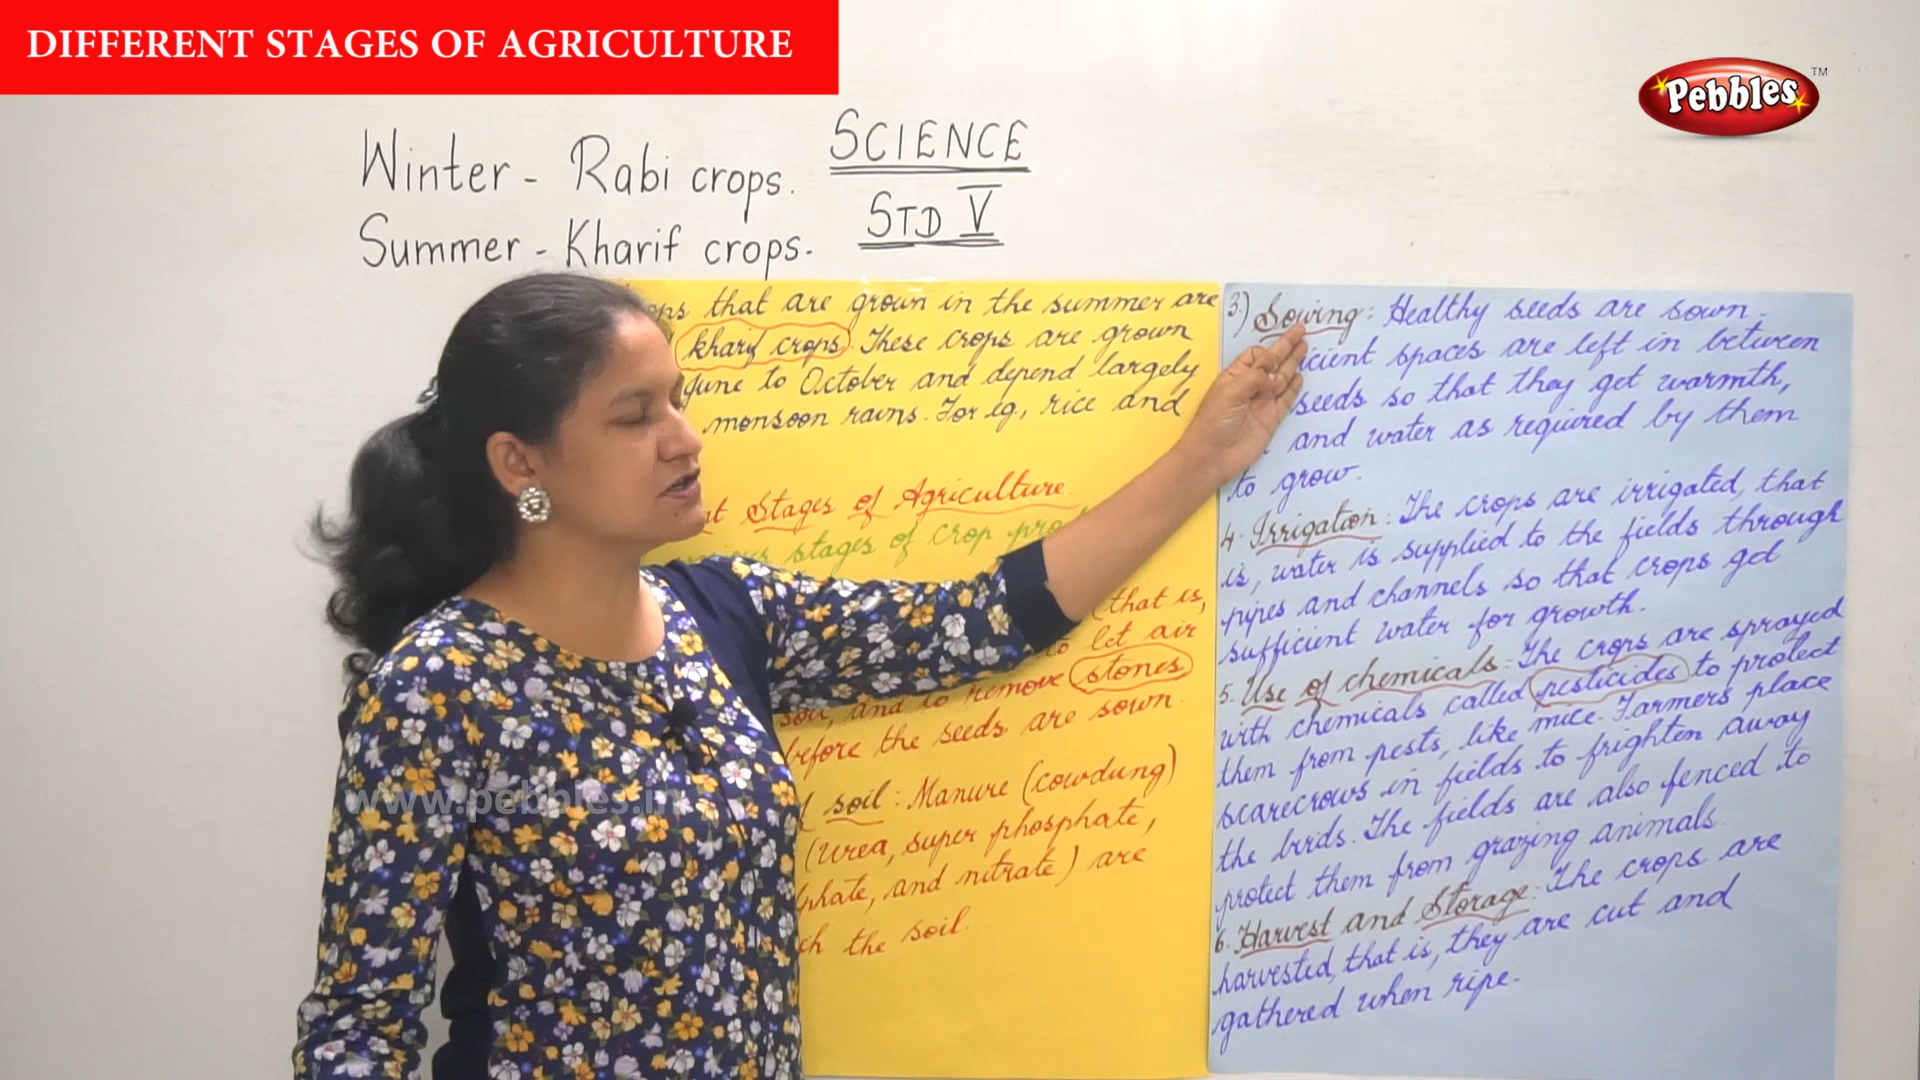 DIFFERENT STAGES OF AGRICULTURE
Pebbles TM
Winter - Rabi crops.
Summer - Kharif crops.
SCIENCE
STD V
that are grown in the summer are
kharif crops. These crops are grown
June to October and depend largely
monsoon rains. For eg, rice and
Stages of Agriculture
stages of crop
(that is,
to let air
soil, and to remove stones
before the seeds are sown.
soil: Manure (cowdung)
(urea, super phosphate,
and nitrate) are
the soil.
3.) Sowing: Healthy seeds are sown.
spaces are left in between
seeds so that they get warmth,
and water as required by them
to grow.
4. Irrigation: The crops are irrigated, that
is, water is supplied to the fields through
pipes and channels so that crops get
sufficient water for growth.
5. Use of chemicals: The crops are sprayed
with chemicals called pesticides to protect
them from pests, like mice. Farmers place
scarecrows in fields to frighten away
the birds. The fields are also fenced to
protect them from grazing animals.
6. Harvest and Storage: The crops are
harvested, that is, they are cut and
gathered when ripe.
www.pebbles.in